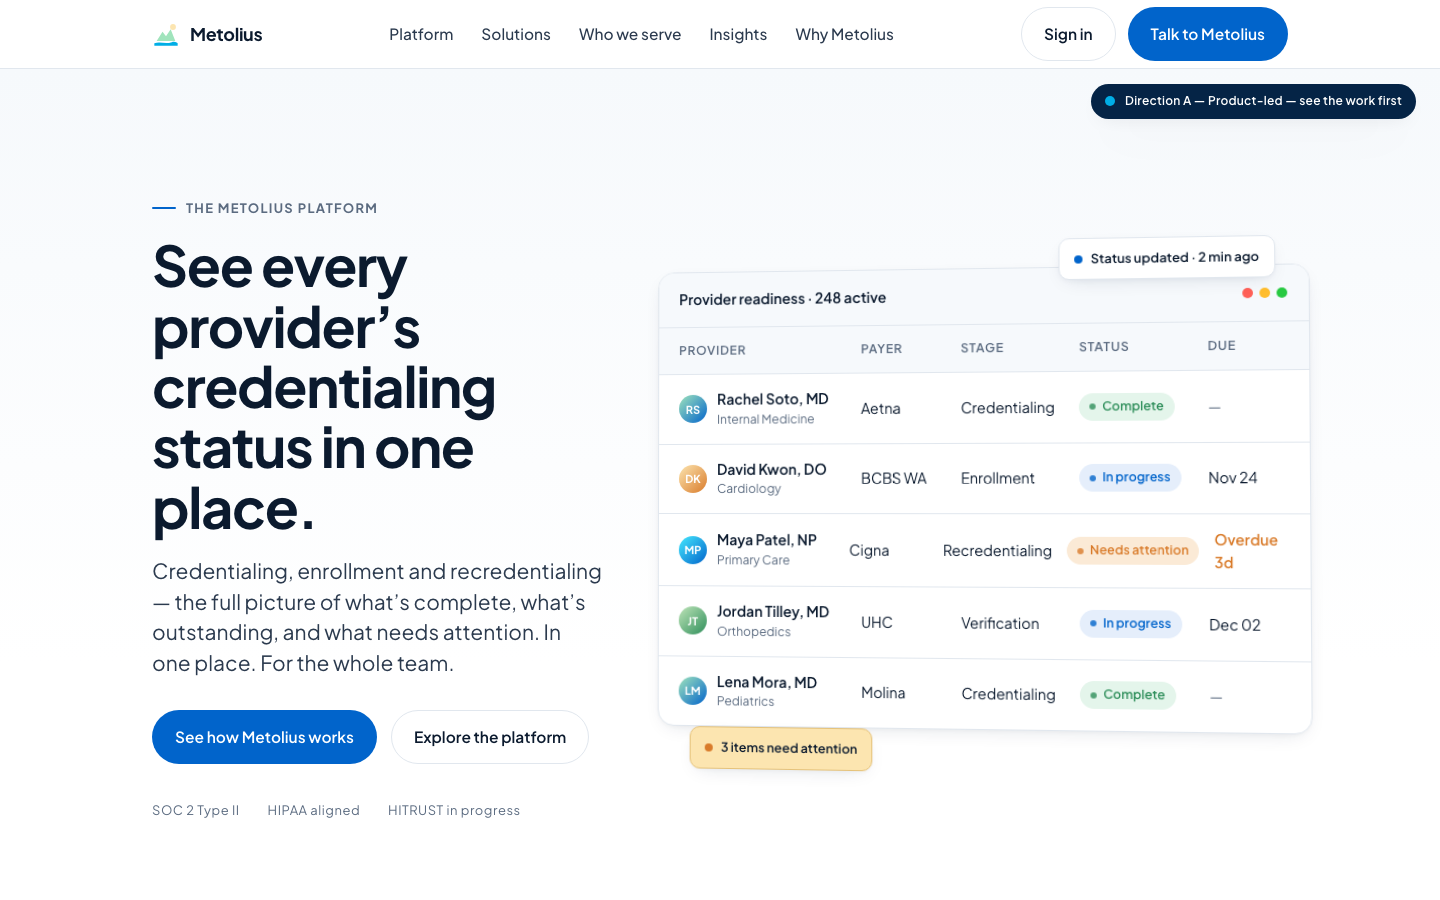 Metolius
Platform
Solutions
Who we serve
Insights
Why Metolius
Sign in
Talk to Metolius
Direction A — Product-led — see the work first
THE METOLIUS PLATFORM
See every
provider’s
credentialing
status in one
place.
Credentialing, enrollment and recredentialing
— the full picture of what’s complete, what’s
outstanding, and what needs attention. In
one place. For the whole team.
See how Metolius works
Explore the platform
SOC 2 Type II
HIPAA aligned
HITRUST in progress
Status updated · 2 min ago
Provider readiness · 248 active
PROVIDER PAYER STAGE STATUS DUE
RS Rachel Soto, MD Aetna Credentialing Complete —
Internal Medicine
DK David Kwon, DO BCBS WA Enrollment In progress Nov 24
Cardiology
MP Maya Patel, NP Cigna Recredentialing Needs attention Overdue
Primary Care 3d
JT Jordan Tilley, MD UHC Verification In progress Dec 02
Orthopedics
LM Lena Mora, MD Molina Credentialing Complete —
Pediatrics
3 items need attention